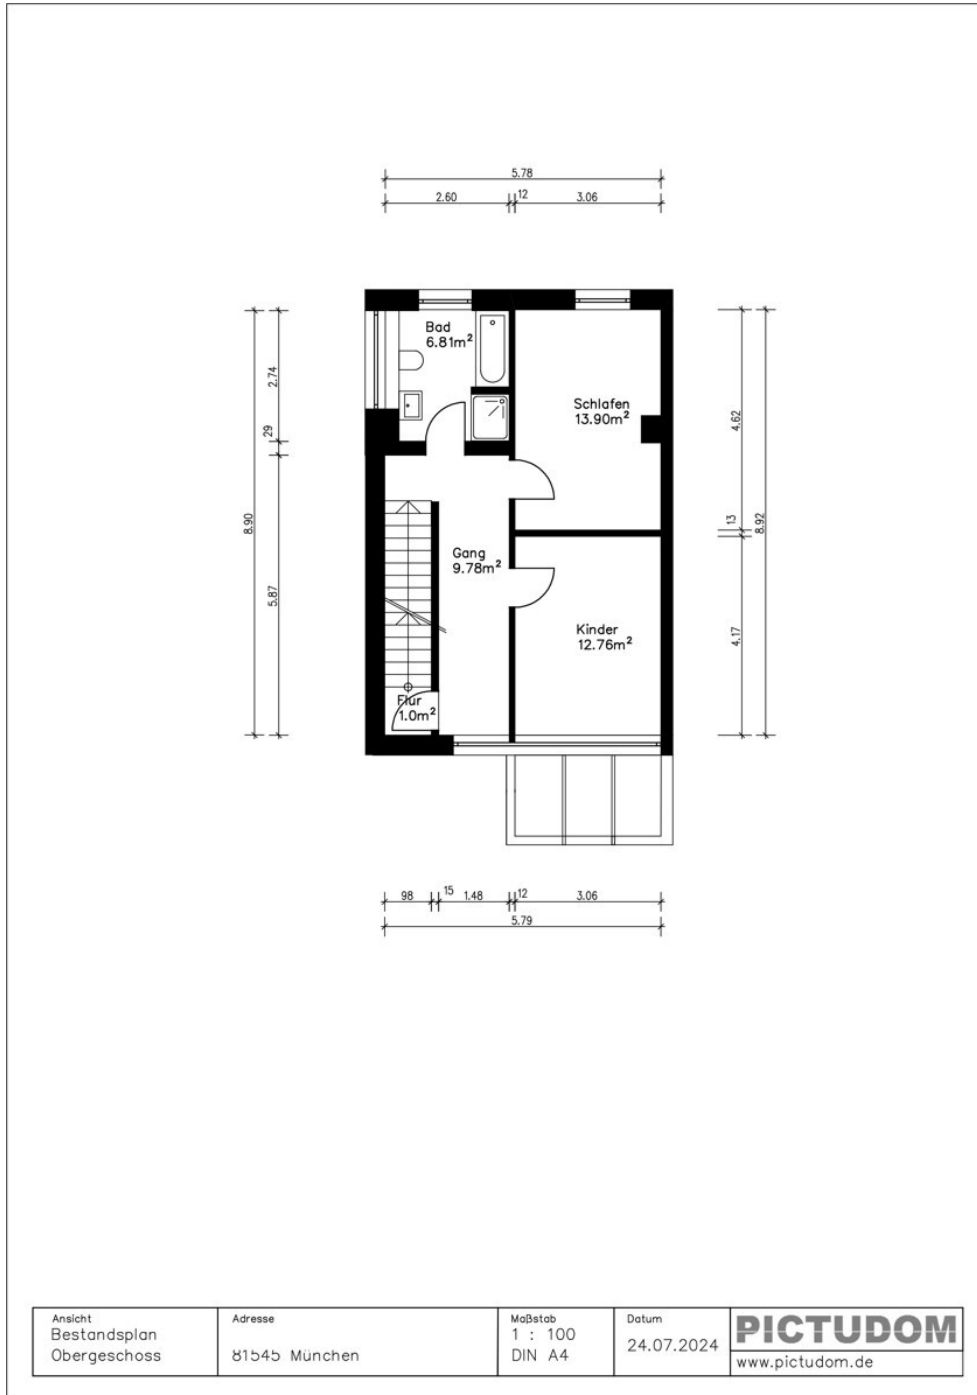 5.78
2.60
12
3.06
Bad
6.81m²
Schlafen
13.90m²
2.74
29
8.90
5.87
4.62
13
8.92
4.17
Gang
9.78m²
Kinder
12.76m²
Flur
1.0m²
98
15
1.48
12
3.06
5.79
Ansicht
Bestandsplan
Obergeschoss
Adresse
81545 München
Maßstab
1 : 100
DIN A4
Datum
24.07.2024
PICTUDOM
www.pictudom.de